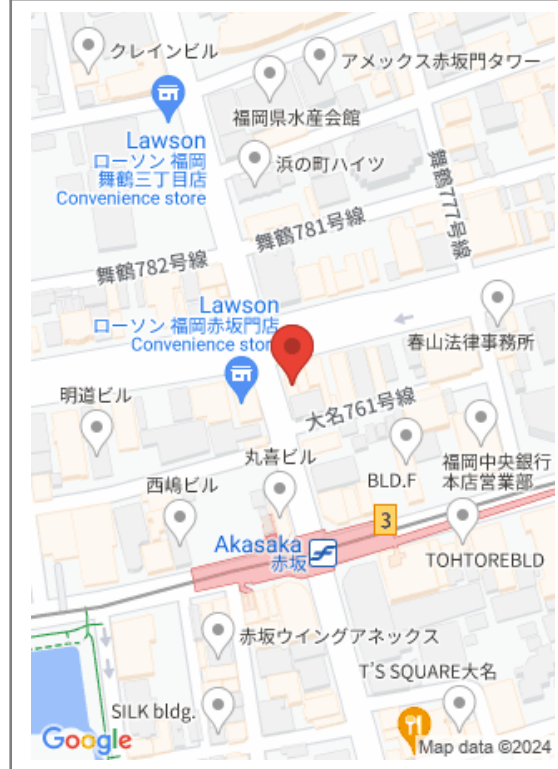 クレインビル
アメックス赤坂門タワー
福岡県水産会館
Lawson
ローソン 福岡
舞鶴三丁目店
Convenience store
浜の町ハイツ
舞鶴777号線
舞鶴781号線
舞鶴782号線
Lawson
ローソン 福岡赤坂門店
Convenience store
春山法律事務所
明道ビル
大名761号線
丸喜ビル
西嶋ビル
BLD.F
福岡中央銀行
本店営業部
3
Akasaka
赤坂
TOHTOREBLD
赤坂ウイングアネックス
T'S SQUARE大名
SILK bldg.
Google
Map data ©2024